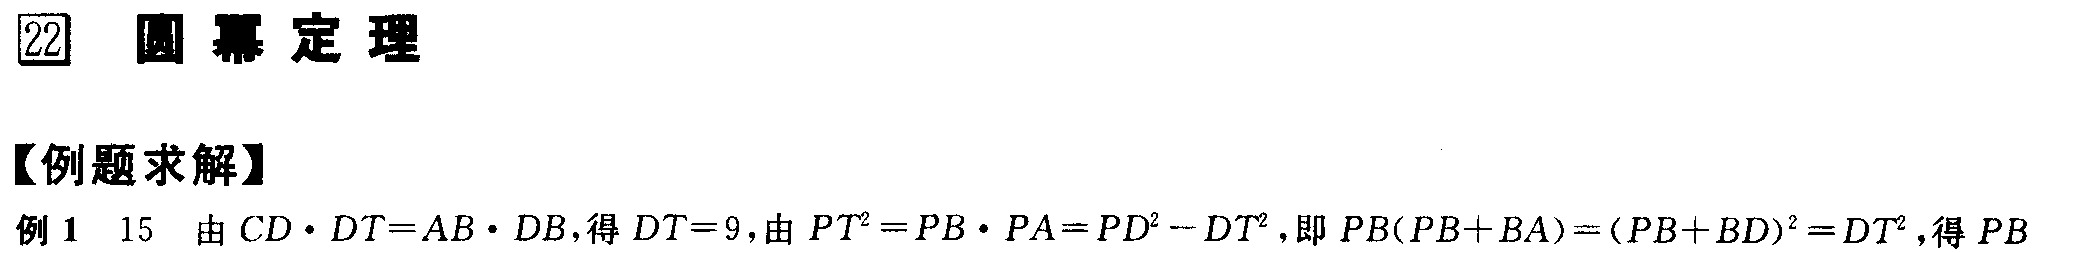 22 圆幂定理
【例题求解】
例 1 15 由 CD·DT=AB·DB,得 DT=9,由 PT²=PB·PA=PD²-DT²,即 PB(PB+BA)=(PB+BD)²=DT²,得 PB